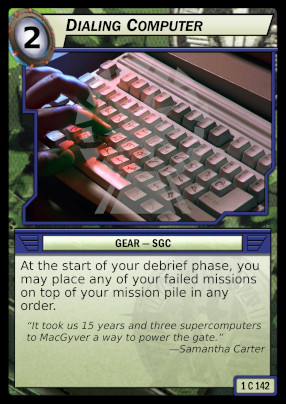 2
DIALING COMPUTER
GEAR – SGC
At the start of your debrief phase, you
may place any of your failed missions
on top of your mission pile in any
order.
"It took us 15 years and three supercomputers
to MacGyver a way to power the gate."
—Samantha Carter
1 C 142